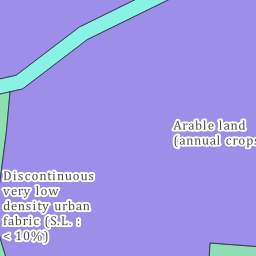 Arable land
(annual crops
Discontinuous
very low
density urban
fabric (S.L. :
< 10%)